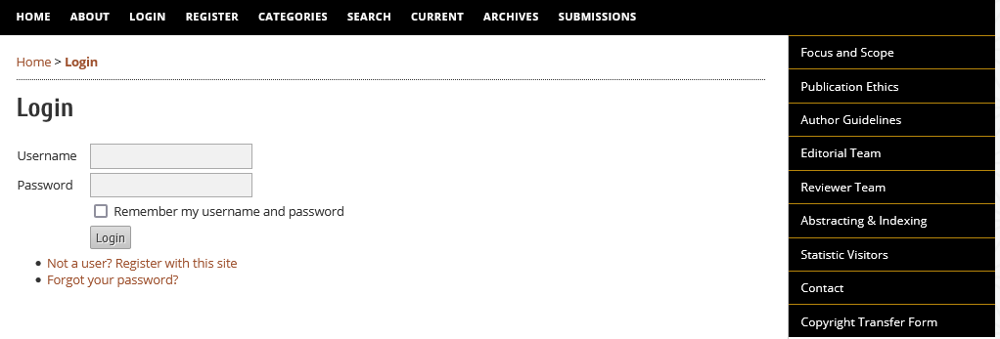 HOME ABOUT LOGIN REGISTER CATEGORIES SEARCH CURRENT ARCHIVES SUBMISSIONS
Home > Login
Login
Username
Password
Remember my username and password
Login
Not a user? Register with this site
Forgot your password?
Focus and Scope
Publication Ethics
Author Guidelines
Editorial Team
Reviewer Team
Abstracting & Indexing
Statistic Visitors
Contact
Copyright Transfer Form